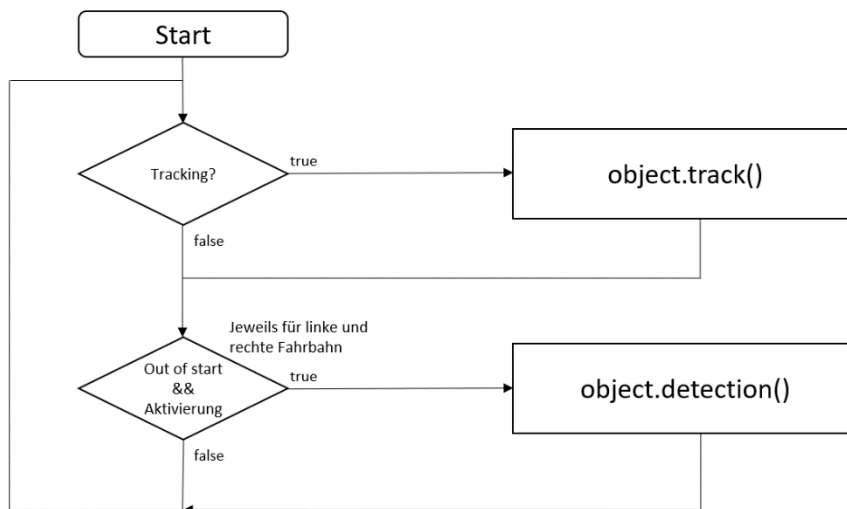 Start
Tracking?
true
object.track()
false
Jeweils für linke und
rechte Fahrbahn
Out of start
&&
Aktivierung
true
object.detection()
false